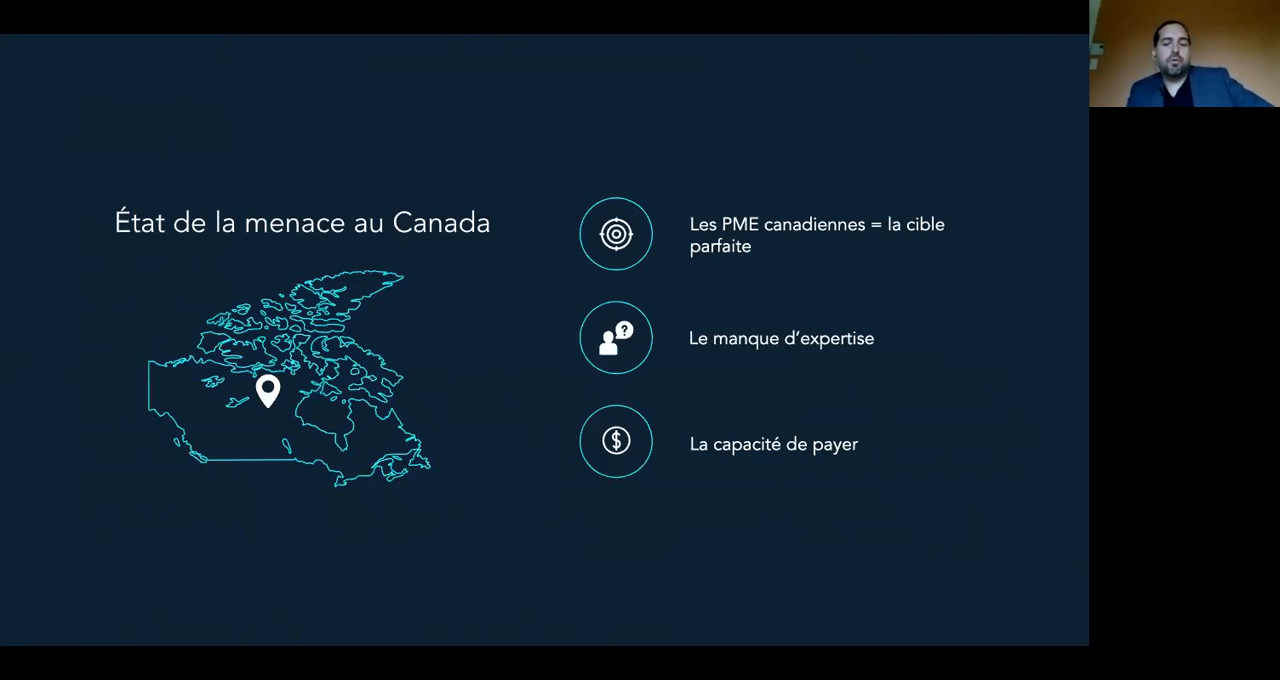 État de la menace au Canada
Les PME canadiennes = la cible
parfaite
?
Le manque d’expertise
$
La capacité de payer